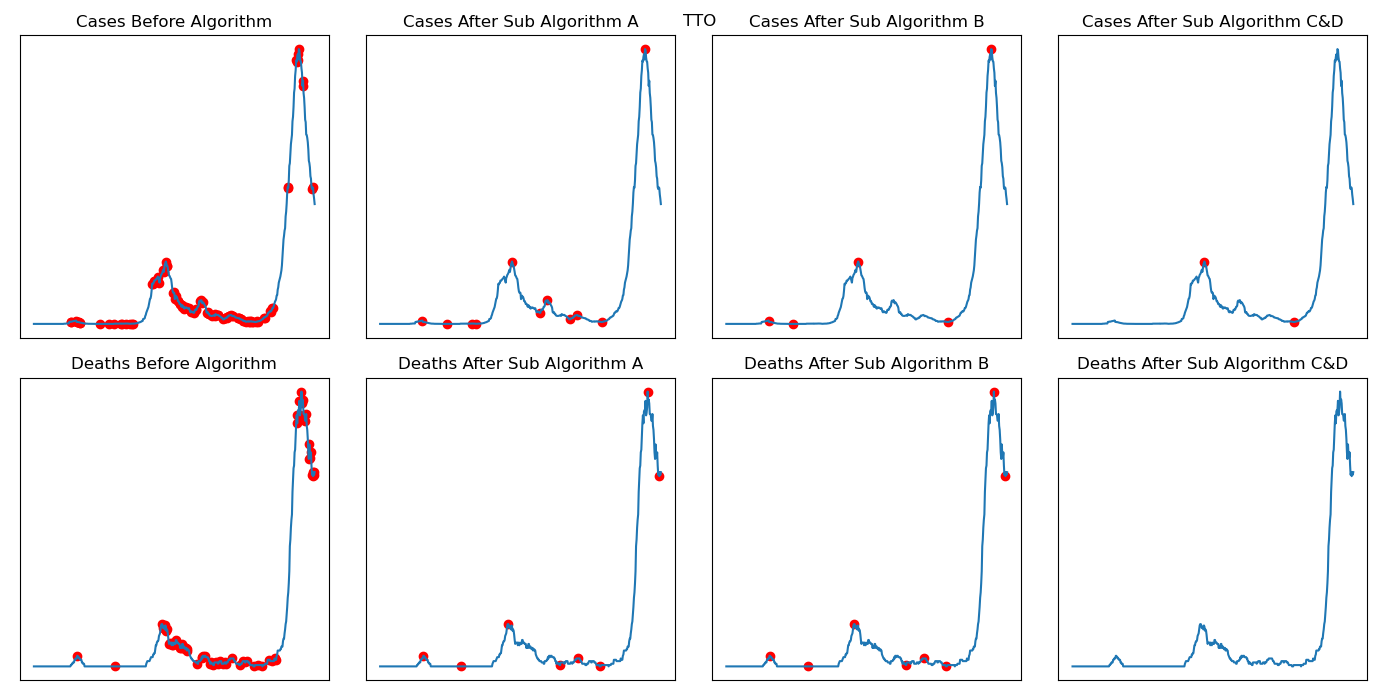 TTO
Cases Before Algorithm
Cases After Sub Algorithm A
Cases After Sub Algorithm B
Cases After Sub Algorithm C&D
Deaths Before Algorithm
Deaths After Sub Algorithm A
Deaths After Sub Algorithm B
Deaths After Sub Algorithm C&D